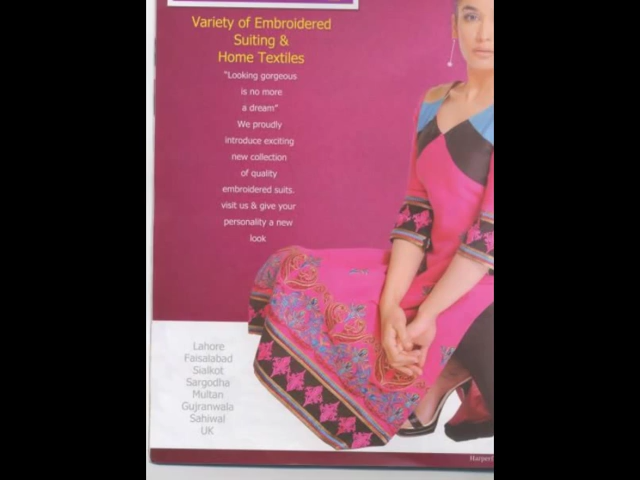 Variety of Embroidered
Suiting &
Home Textiles
"Looking gorgeous
is no more
a dream"
We proudly
introduce exciting
new collection
of quality
embroidered suits.
visit us & give your
personality a new
look
Lahore
Faisalabad
Sialkot
Sargodha
Multan
Gujranwala
Sahiwal
UK